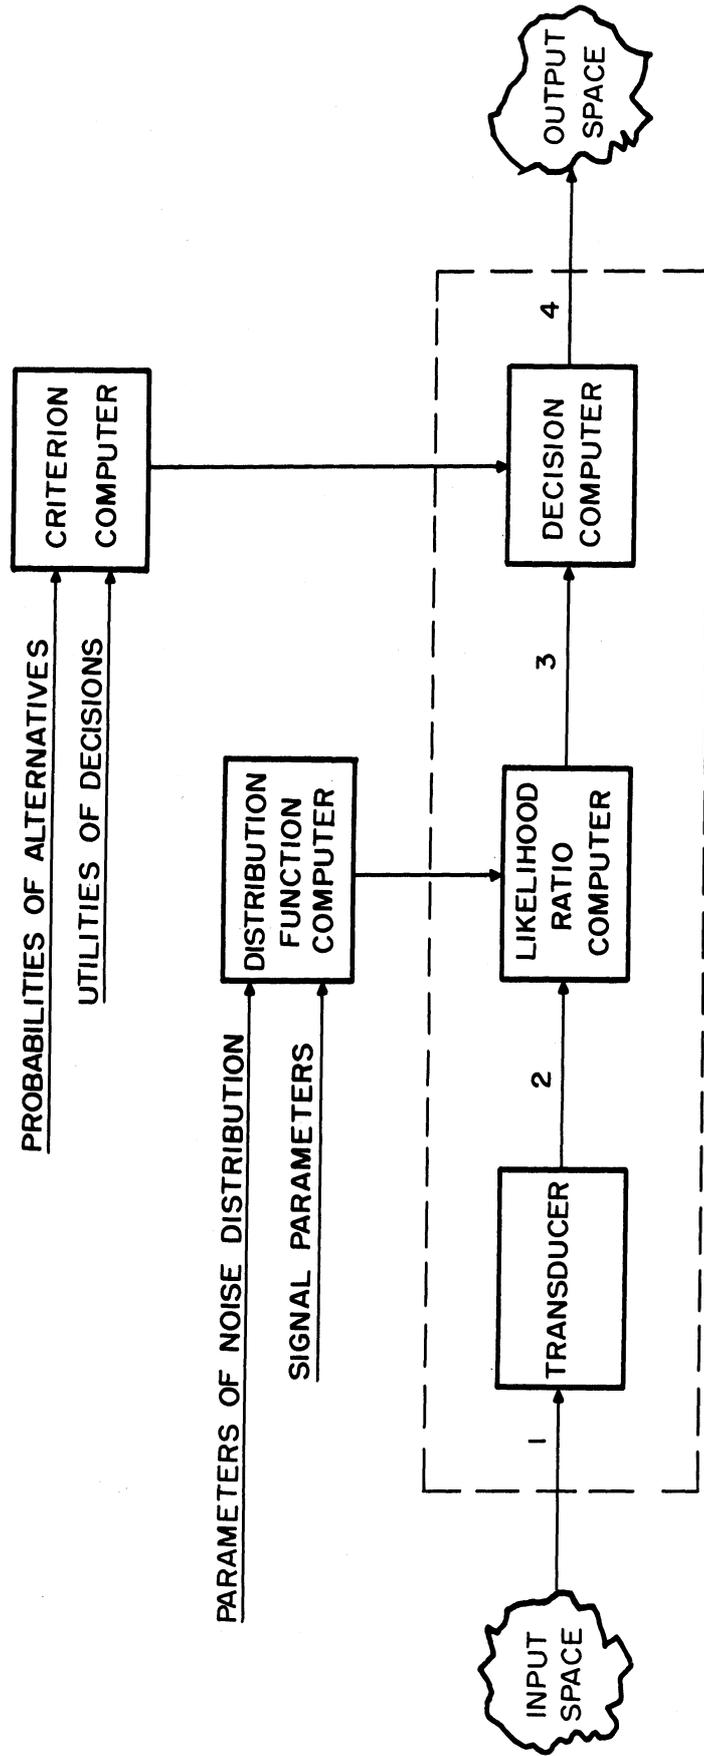 PROBABILITIES OF ALTERNATIVES
UTILITIES OF DECISIONS
CRITERION
COMPUTER
PARAMETERS OF NOISE DISTRIBUTION
SIGNAL PARAMETERS
DISTRIBUTION
FUNCTION
COMPUTER
INPUT
SPACE
1
TRANSDUCER
2
LIKELIHOOD
RATIO
COMPUTER
3
DECISION
COMPUTER
4
OUTPUT
SPACE